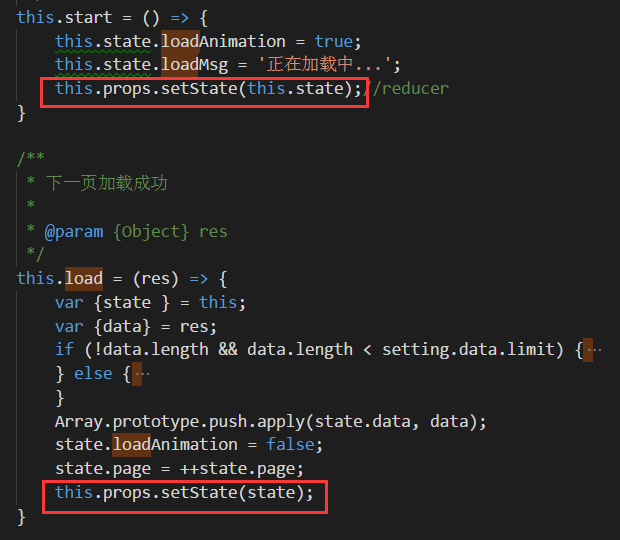 this.start = () => {
this.state.loadAnimation = true;
this.state.loadMsg = '正在加载中...';
this.props.setState(this.state);//reducer
}
/**
* 下一页加载成功
*
* @param {Object} res
*/
this.load = (res) => {
var {state } = this;
var {data} = res;
if (!data.length && data.length < setting.data.limit) {···
} else {···
}
Array.prototype.push.apply(state.data, data);
state.loadAnimation = false;
state.page = ++state.page;
this.props.setState(state);
}